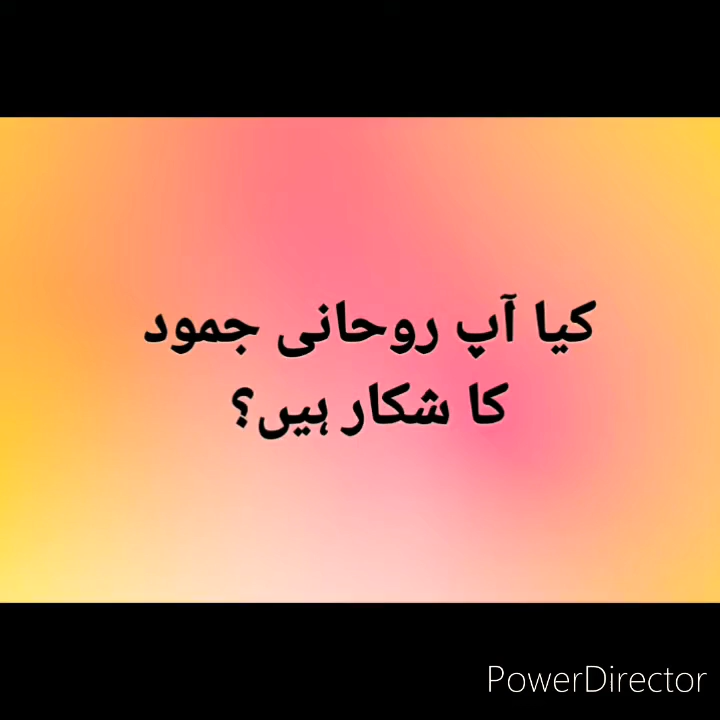 کیا آپ روحانی جمود
کا شکار ہیں؟
PowerDirector